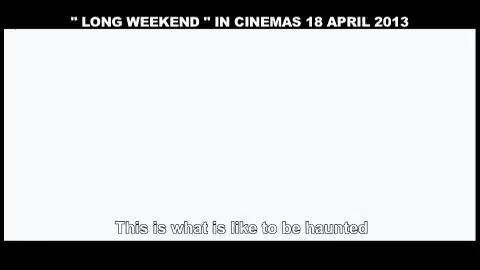 " LONG WEEKEND " IN CINEMAS 18 APRIL 2013
This is what is like to be haunted